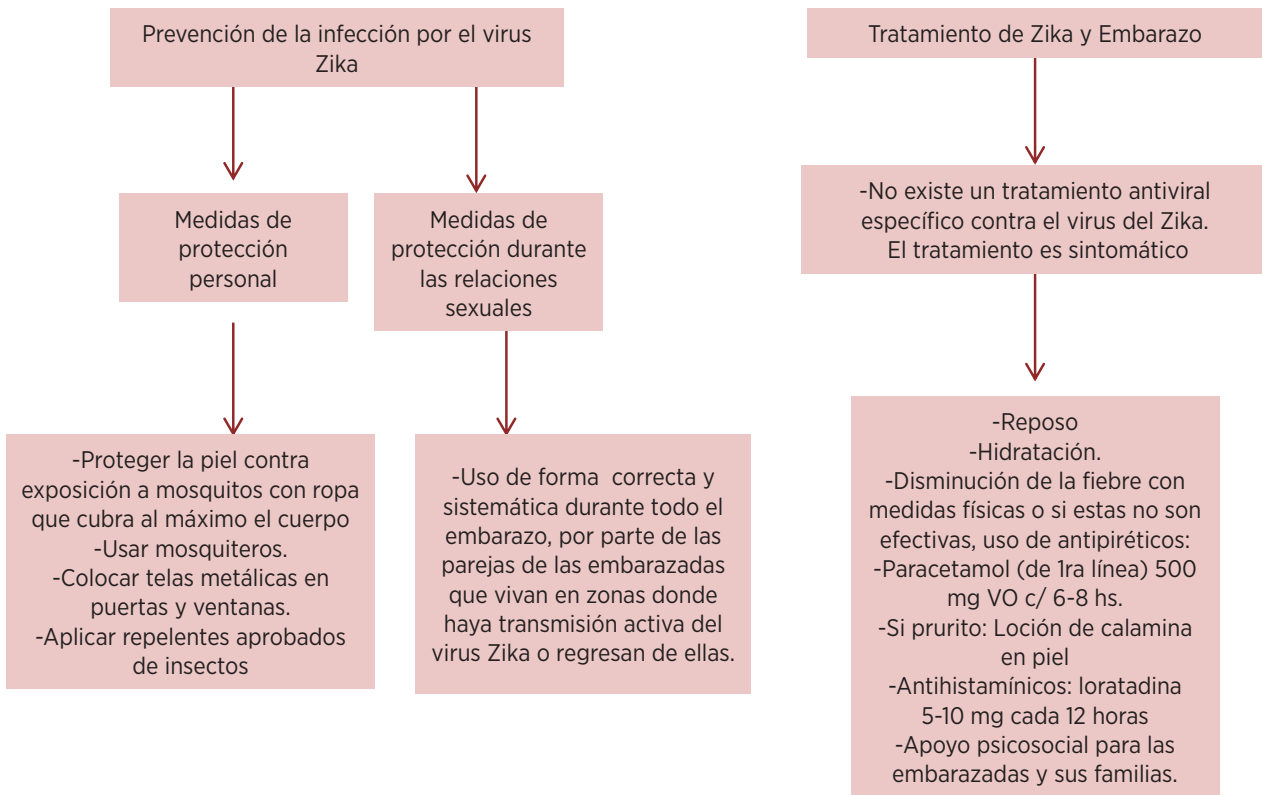 Prevención de la infección por el virus
Zika
Medidas de
protección
personal
Medidas de
protección durante
las relaciones
sexuales
-Proteger la piel contra
exposición a mosquitos con ropa
que cubra al máximo el cuerpo
-Usar mosquiteros.
-Colocar telas metálicas en
puertas y ventanas.
-Aplicar repelentes aprobados
de insectos
-Uso de forma  correcta y
sistemática durante todo el
embarazo, por parte de las
parejas de las embarazadas
que vivan en zonas donde
haya transmisión activa del
virus Zika o regresan de ellas.
Tratamiento de Zika y Embarazo
-No existe un tratamiento antiviral
específico contra el virus del Zika.
El tratamiento es sintomático
-Reposo
-Hidratación.
-Disminución de la fiebre con
medidas físicas o si estas no son
efectivas, uso de antipiréticos:
-Paracetamol (de 1ra línea) 500
mg VO c/ 6-8 hs.
-Si prurito: Loción de calamina
en piel
-Antihistamínicos: loratadina
5-10 mg cada 12 horas
-Apoyo psicosocial para las
embarazadas y sus familias.